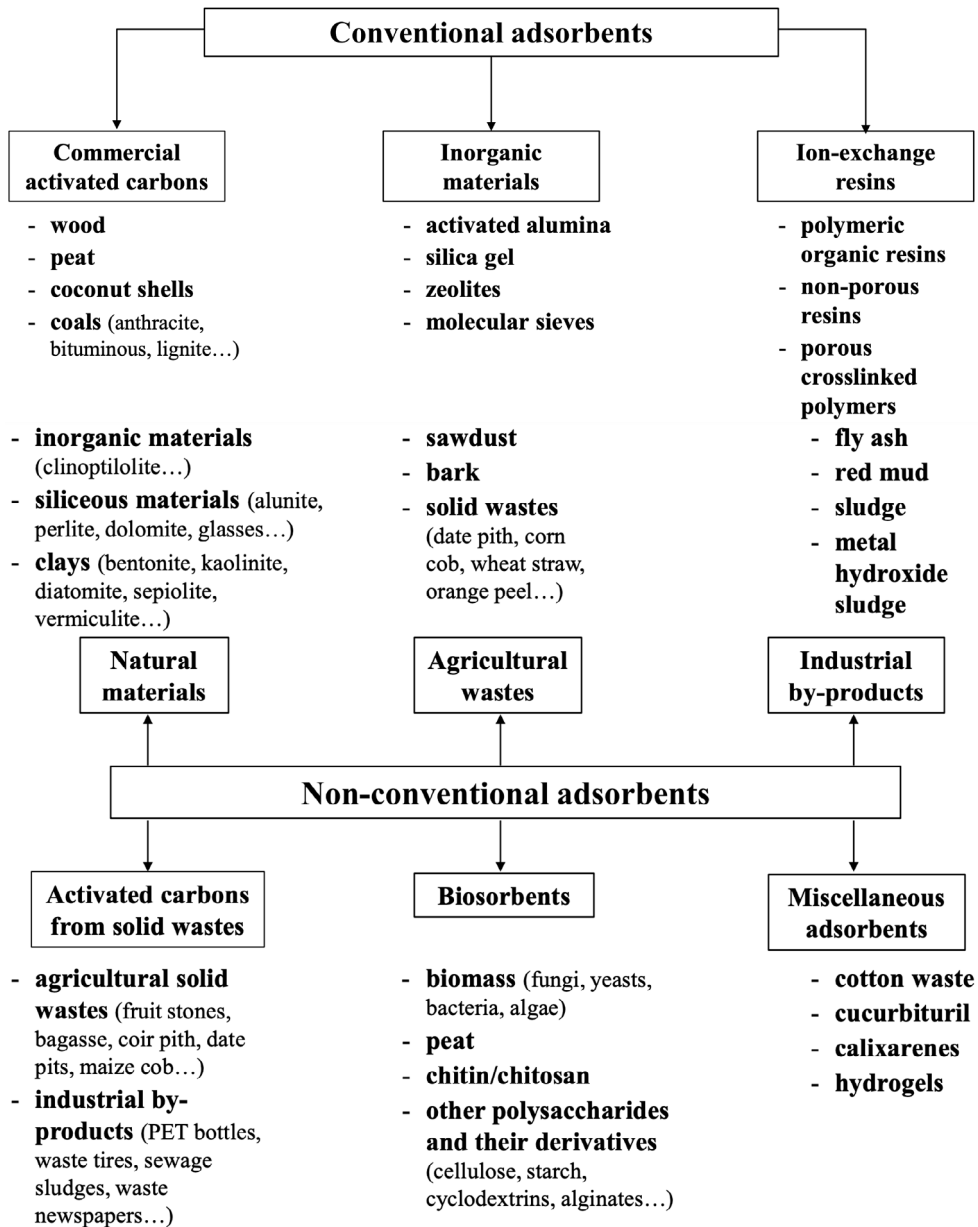 Conventional adsorbents
Commercial
activated carbons
- wood
- peat
- coconut shells
- coals (anthracite,
bituminous, lignite…)
Inorganic
materials
- activated alumina
- silica gel
- zeolites
- molecular sieves
Ion-exchange
resins
- polymeric
organic resins
- non-porous
resins
- porous
crosslinked
polymers
- inorganic materials
(clinoptilolite…)
- siliceous materials (alunite,
perlite, dolomite, glasses…)
- clays (bentonite, kaolinite,
diatomite, sepiolite,
vermiculite…)
Natural
materials
- sawdust
- bark
- solid wastes
(date pith, corn
cob, wheat straw,
orange peel…)
Agricultural
wastes
- fly ash
- red mud
- sludge
- metal
hydroxide
sludge
Industrial
by-products
Non-conventional adsorbents
Activated carbons
from solid wastes
- agricultural solid
wastes (fruit stones,
bagasse, coir pith, date
pits, maize cob…)
- industrial by-
products (PET bottles,
waste tires, sewage
sludges, waste
newspapers…)
Biosorbents
- biomass (fungi, yeasts,
bacteria, algae)
- peat
- chitin/chitosan
- other polysaccharides
and their derivatives
(cellulose, starch,
cyclodextrins, alginates…)
Miscellaneous
adsorbents
- cotton waste
- cucurbituril
- calixarenes
- hydrogels